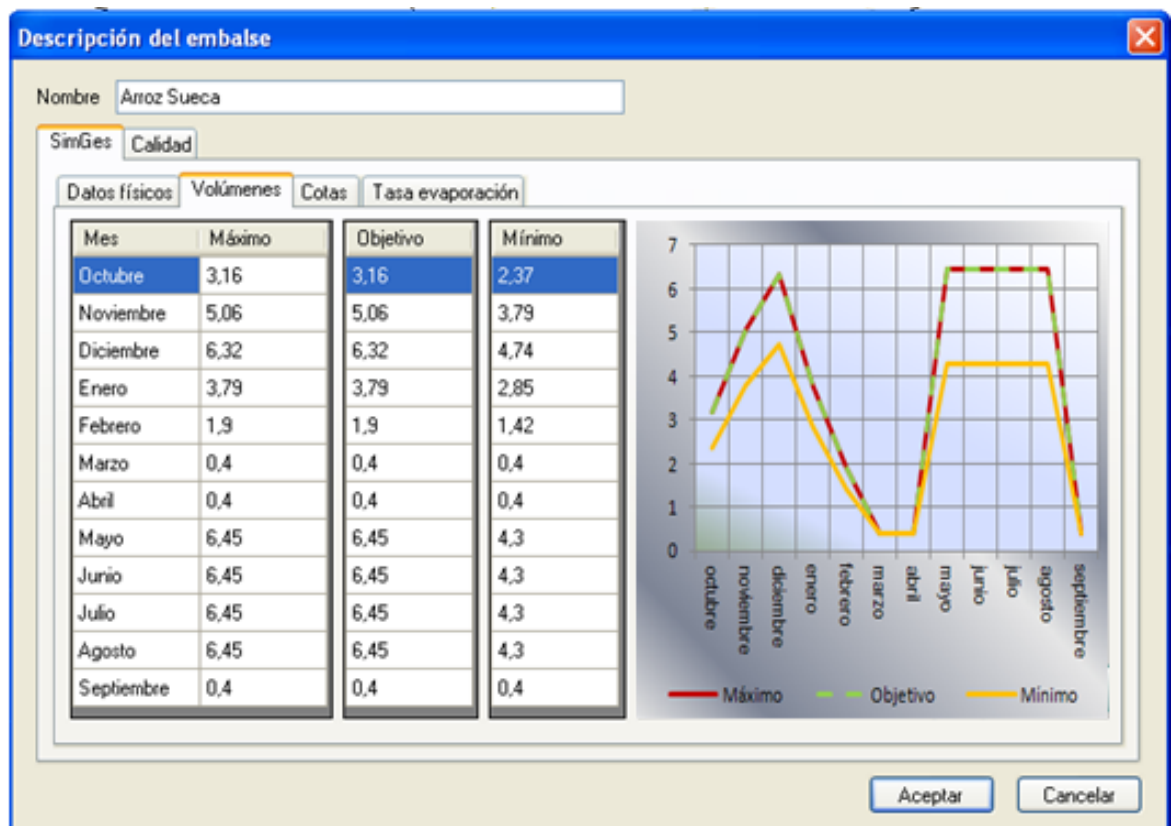 Descripción del embalse
Nombre Arroz Sueca
SimGes Calidad
Datos físicos Volúmenes Cotas Tasa evaporación
Mes Máximo Objetivo Mínimo
Octubre 3,16 3,16 2,37
Noviembre 5,06 5,06 3,79
Diciembre 6,32 6,32 4,74
Enero 3,79 3,79 2,85
Febrero 1,9 1,9 1,42
Marzo 0,4 0,4 0,4
Abril 0,4 0,4 0,4
Mayo 6,45 6,45 4,3
Junio 6,45 6,45 4,3
Julio 6,45 6,45 4,3
Agosto 6,45 6,45 4,3
Septiembre 0,4 0,4 0,4
7
6
5
4
3
2
1
0
octubre noviembre diciembre enero febrero marzo abril mayo junio julio agosto septiembre
Máximo Objetivo Mínimo
Aceptar Cancelar